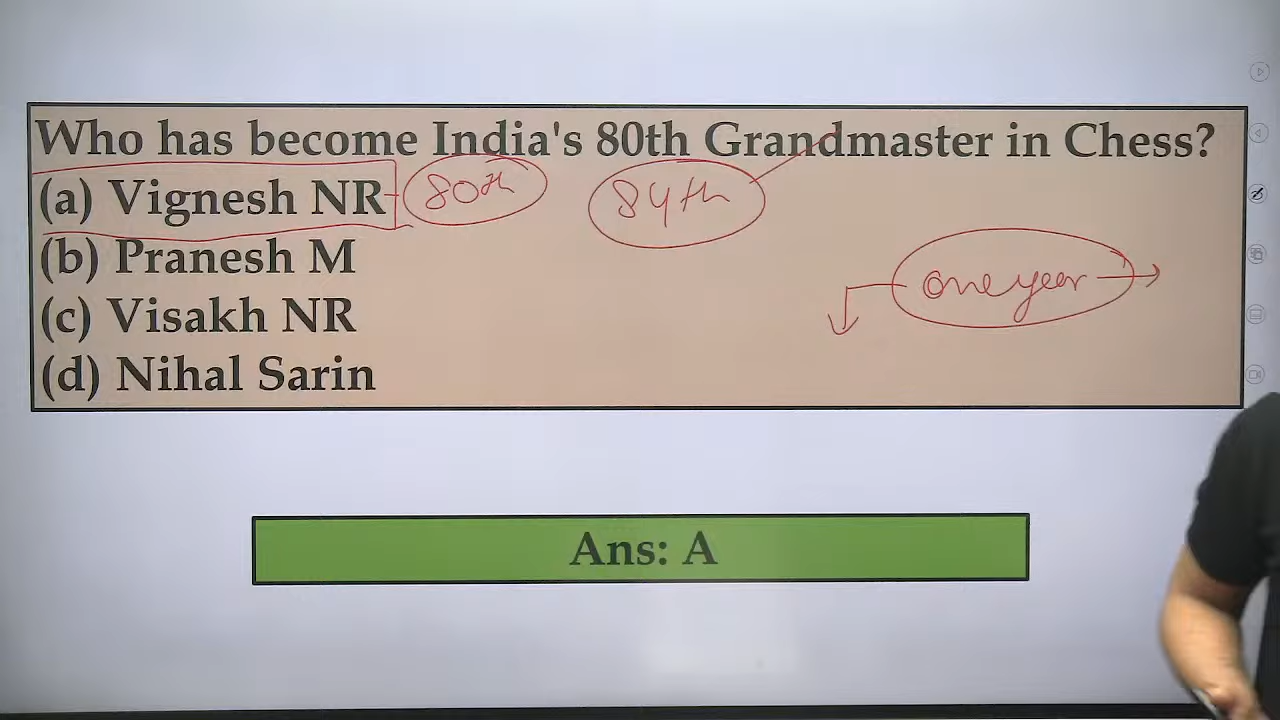 Who has become India's 80th Grandmaster in Chess?
(a) Vignesh NR 80th 84th
(b) Pranesh M
one year
(c) Visakh NR
(d) Nihal Sarin
Ans: A